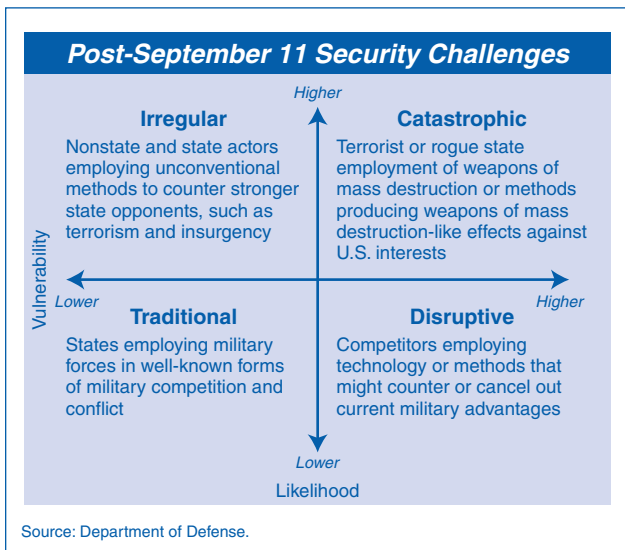 Post-September 11 Security Challenges
Higher
Irregular
Nonstate and state actors
employing unconventional
methods to counter stronger
state opponents, such as
terrorism and insurgency
Catastrophic
Terrorist or rogue state
employment of weapons of
mass destruction or methods
producing weapons of mass
destruction-like effects against
U.S. interests
Vulnerability
Lower
Higher
Traditional
States employing military
forces in well-known forms
of military competition and
conflict
Disruptive
Competitors employing
technology or methods that
might counter or cancel out
current military advantages
Lower
Likelihood
Source: Department of Defense.